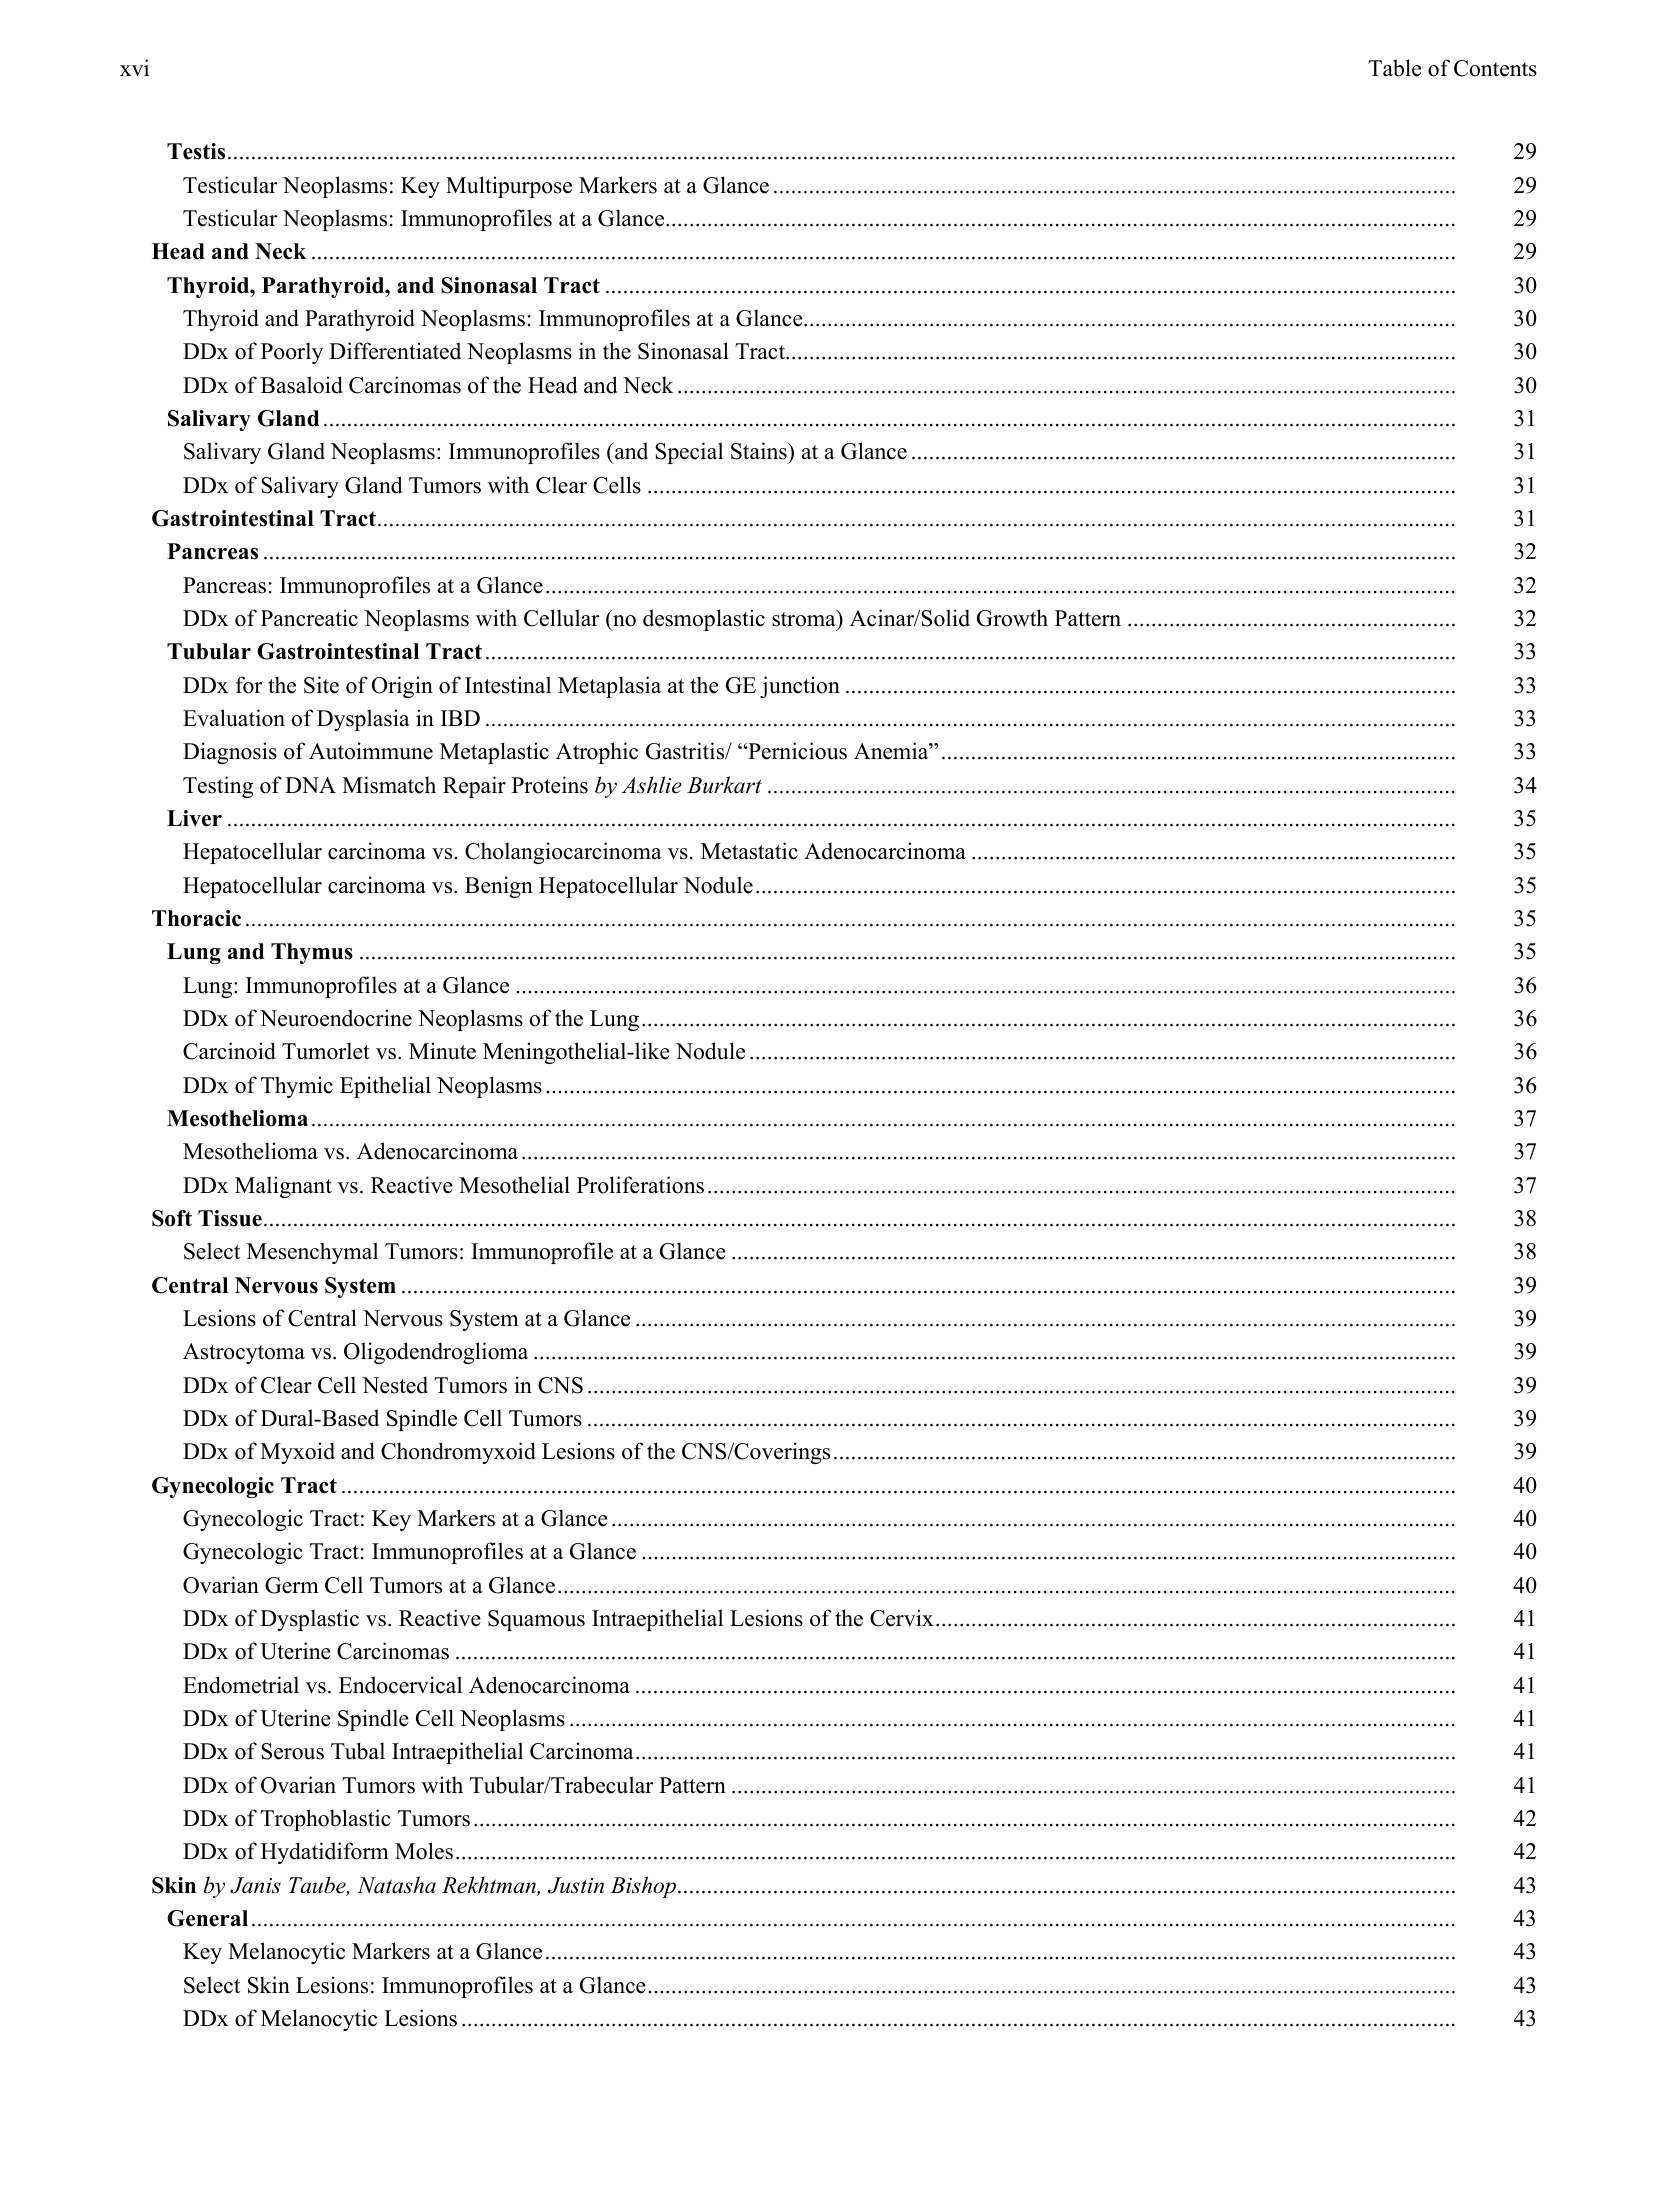 xvi Table of Contents
Testis 29
Testicular Neoplasms: Key Multipurpose Markers at a Glance 29
Testicular Neoplasms: Immunoprofiles at a Glance 29
Head and Neck 29
Thyroid, Parathyroid, and Sinonasal Tract 30
Thyroid and Parathyroid Neoplasms: Immunoprofiles at a Glance 30
DDx of Poorly Differentiated Neoplasms in the Sinonasal Tract 30
DDx of Basaloid Carcinomas of the Head and Neck 30
Salivary Gland 31
Salivary Gland Neoplasms: Immunoprofiles (and Special Stains) at a Glance 31
DDx of Salivary Gland Tumors with Clear Cells 31
Gastrointestinal Tract 31
Pancreas 32
Pancreas: Immunoprofiles at a Glance 32
DDx of Pancreatic Neoplasms with Cellular (no desmoplastic stroma) Acinar/Solid Growth Pattern 32
Tubular Gastrointestinal Tract 33
DDx for the Site of Origin of Intestinal Metaplasia at the GE junction 33
Evaluation of Dysplasia in IBD 33
Diagnosis of Autoimmune Metaplastic Atrophic Gastritis/ “Pernicious Anemia” 33
Testing of DNA Mismatch Repair Proteins by Ashlie Burkart 34
Liver 35
Hepatocellular carcinoma vs. Cholangiocarcinoma vs. Metastatic Adenocarcinoma 35
Hepatocellular carcinoma vs. Benign Hepatocellular Nodule 35
Thoracic 35
Lung and Thymus 35
Lung: Immunoprofiles at a Glance 36
DDx of Neuroendocrine Neoplasms of the Lung 36
Carcinoid Tumorlet vs. Minute Meningothelial-like Nodule 36
DDx of Thymic Epithelial Neoplasms 36
Mesothelioma 37
Mesothelioma vs. Adenocarcinoma 37
DDx Malignant vs. Reactive Mesothelial Proliferations 37
Soft Tissue 38
Select Mesenchymal Tumors: Immunoprofile at a Glance 38
Central Nervous System 39
Lesions of Central Nervous System at a Glance 39
Astrocytoma vs. Oligodendroglioma 39
DDx of Clear Cell Nested Tumors in CNS 39
DDx of Dural-Based Spindle Cell Tumors 39
DDx of Myxoid and Chondromyxoid Lesions of the CNS/Coverings 39
Gynecologic Tract 40
Gynecologic Tract: Key Markers at a Glance 40
Gynecologic Tract: Immunoprofiles at a Glance 40
Ovarian Germ Cell Tumors at a Glance 40
DDx of Dysplastic vs. Reactive Squamous Intraepithelial Lesions of the Cervix 41
DDx of Uterine Carcinomas 41
Endometrial vs. Endocervical Adenocarcinoma 41
DDx of Uterine Spindle Cell Neoplasms 41
DDx of Serous Tubal Intraepithelial Carcinoma 41
DDx of Ovarian Tumors with Tubular/Trabecular Pattern 41
DDx of Trophoblastic Tumors 42
DDx of Hydatidiform Moles 42
Skin by Janis Taube, Natasha Rekhtman, Justin Bishop 43
General 43
Key Melanocytic Markers at a Glance 43
Select Skin Lesions: Immunoprofiles at a Glance 43
DDx of Melanocytic Lesions 43